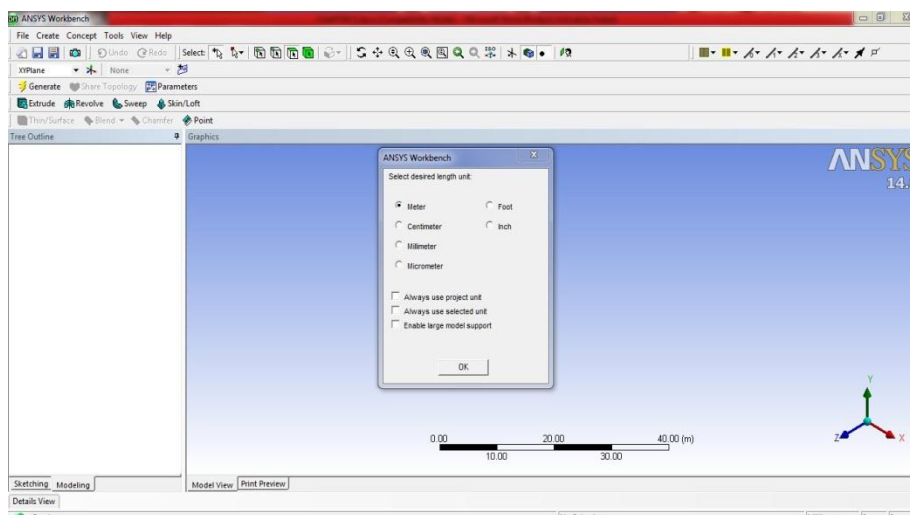 ANSYS Workbench
File Create Concept Tools View Help
Undo Redo Select:
XYPlane None
Generate Share Topology Parameters
Extrude Revolve Sweep Skin/Loft
Thin/Surface Blend Chamfer Point
Tree Outline
Graphics
ANSYS Workbench
Select desired length unit:
Meter Foot
Centimeter Inch
Millimeter
Micrometer
Always use project unit
Always use selected unit
Enable large model support
OK
ANSYS
14.
Y
Z X
0.00 20.00 40.00 (m)
10.00 30.00
Sketching Modeling
Model View Print Preview
Details View